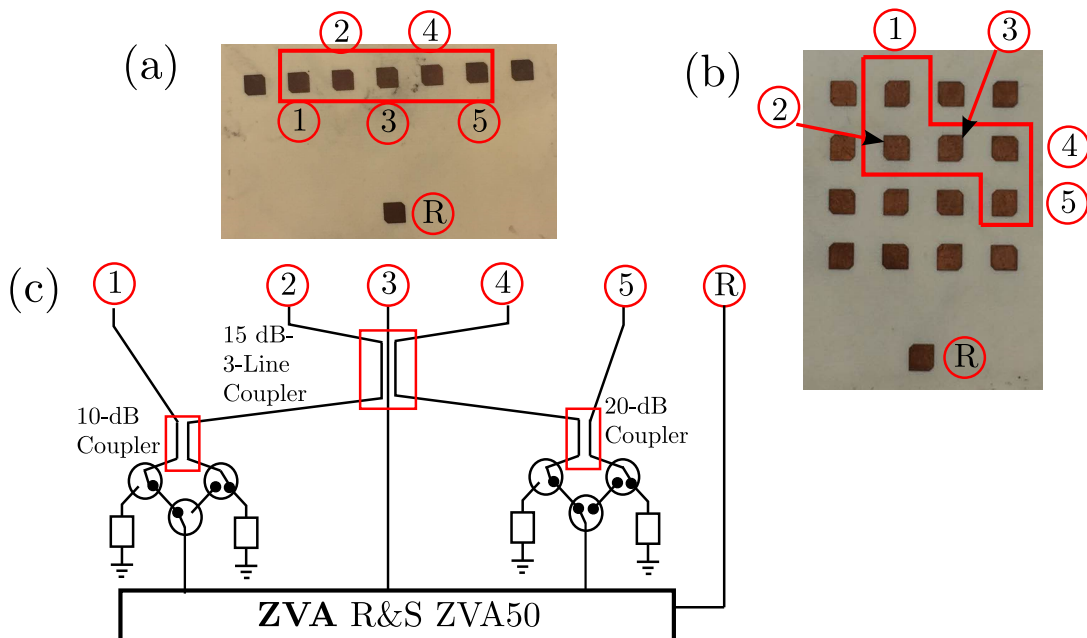 (a)
2
4
1
3
5
R
(b)
1
3
2
4
5
R
(c)
1
2
3
4
5
R
15 dB-
3-Line
Coupler
10-dB
Coupler
20-dB
Coupler
ZVA R&S ZVA50